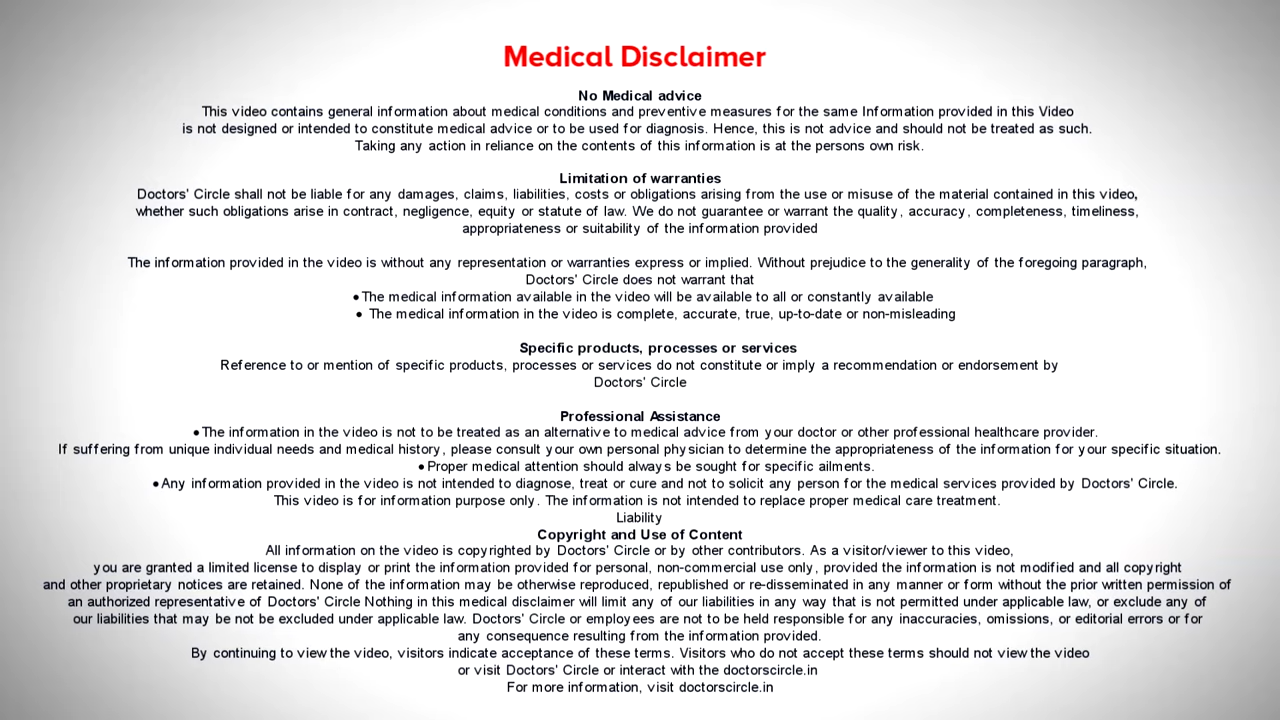 Medical Disclaimer
No Medical advice
This video contains general information about medical conditions and preventive measures for the same Information provided in this Video
is not designed or intended to constitute medical advice or to be used for diagnosis. Hence, this is not advice and should not be treated as such.
Taking any action in reliance on the contents of this information is at the persons own risk.
Limitation of warranties
Doctors' Circle shall not be liable for any damages, claims, liabilities, costs or obligations arising from the use or misuse of the material contained in this video,
whether such obligations arise in contract, negligence, equity or statute of law. We do not guarantee or warrant the quality, accuracy, completeness, timeliness,
appropriateness or suitability of the information provided
The information provided in the video is without any representation or warranties express or implied. Without prejudice to the generality of the foregoing paragraph,
Doctors' Circle does not warrant that
• The medical information available in the video will be available to all or constantly available
• The medical information in the video is complete, accurate, true, up-to-date or non-misleading
Specific products, processes or services
Reference to or mention of specific products, processes or services do not constitute or imply a recommendation or endorsement by
Doctors' Circle
Professional Assistance
• The information in the video is not to be treated as an alternative to medical advice from your doctor or other professional healthcare provider.
If suffering from unique individual needs and medical history, please consult your own personal physician to determine the appropriateness of the information for your specific situation.
• Proper medical attention should always be sought for specific ailments.
• Any information provided in the video is not intended to diagnose, treat or cure and not to solicit any person for the medical services provided by Doctors' Circle.
This video is for information purpose only. The information is not intended to replace proper medical care treatment.
Liability
Copyright and Use of Content
All information on the video is copyrighted by Doctors' Circle or by other contributors. As a visitor/viewer to this video,
you are granted a limited license to display or print the information provided for personal, non-commercial use only, provided the information is not modified and all copyright
and other proprietary notices are retained. None of the information may be otherwise reproduced, republished or re-disseminated in any manner or form without the prior written permission of
an authorized representative of Doctors' Circle Nothing in this medical disclaimer will limit any of our liabilities in any way that is not permitted under applicable law, or exclude any of
our liabilities that may be not be excluded under applicable law. Doctors' Circle or employees are not to be held responsible for any inaccuracies, omissions, or editorial errors or for
any consequence resulting from the information provided.
By continuing to view the video, visitors indicate acceptance of these terms. Visitors who do not accept these terms should not view the video
or visit Doctors' Circle or interact with the doctorscircle.in
For more information, visit doctorscircle.in